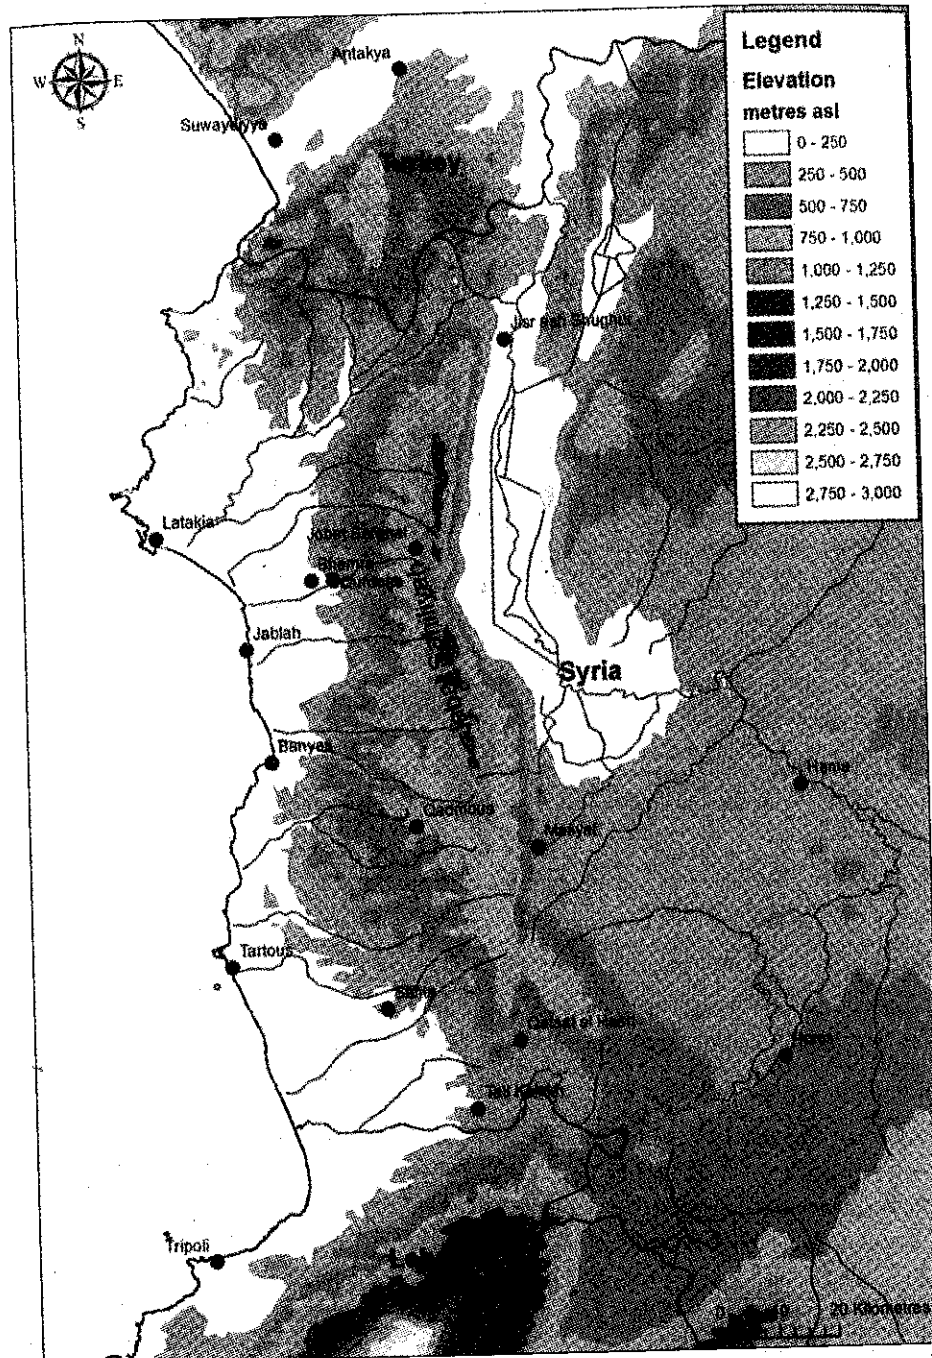 N
W E
S
Antakya
Suwaydiyya
Turkey
Legend
Elevation
metres asl
0 - 250
250 - 500
500 - 750
750 - 1,000
1,000 - 1,250
1,250 - 1,500
1,500 - 1,750
1,750 - 2,000
2,000 - 2,250
2,250 - 2,500
2,500 - 2,750
2,750 - 3,000
Latakia
Jablah
Syria
Banyas
Hama
Qadmous
Masyaf
Tartous
Homs
Tripoli
20 Kilometres